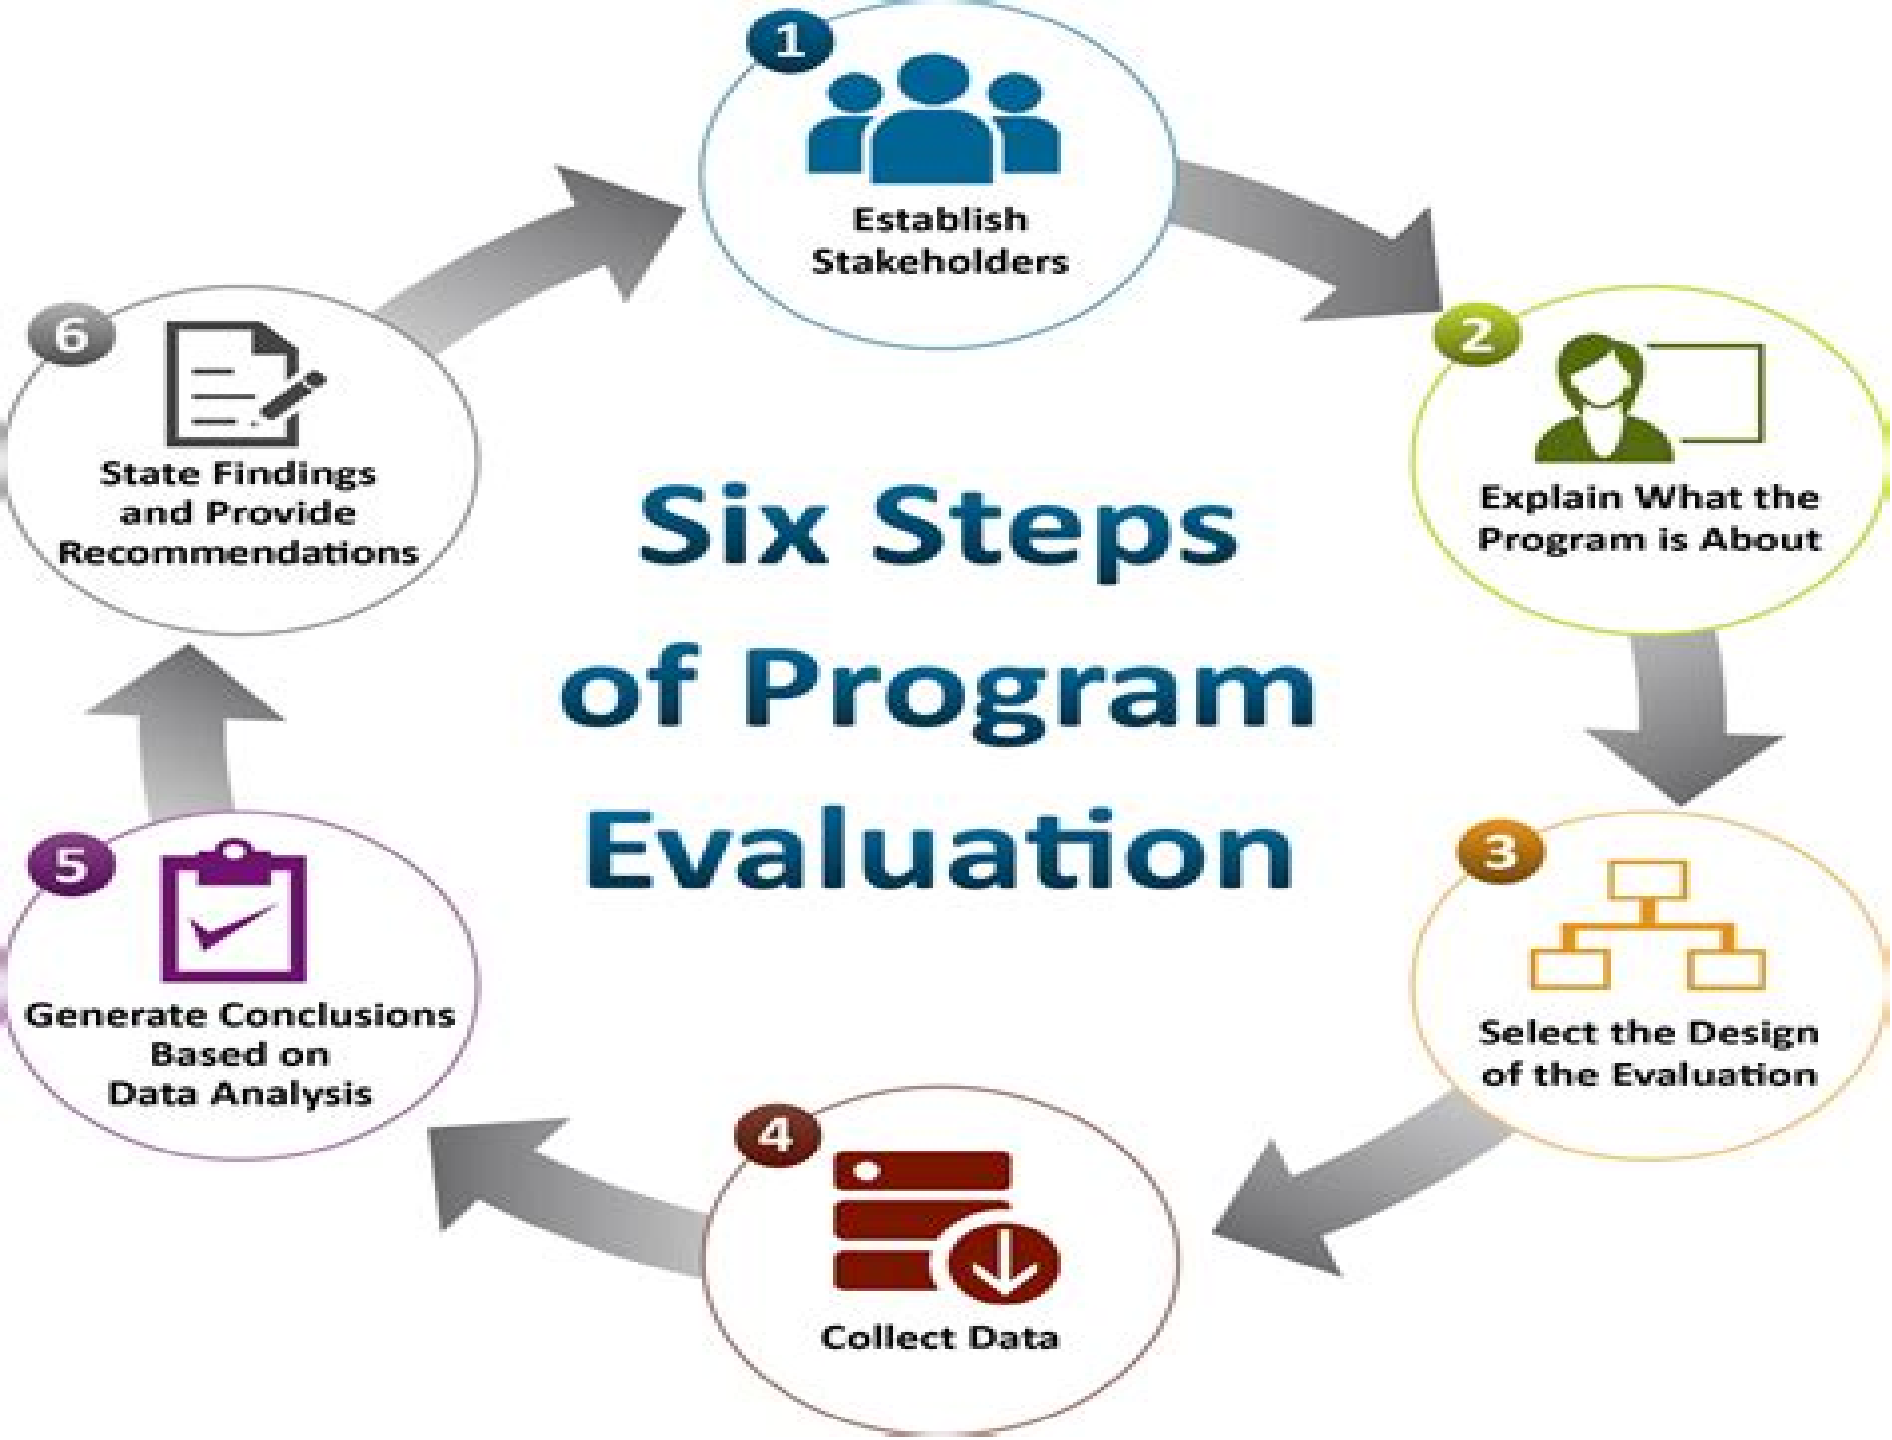 Six Steps
of Program
Evaluation
1
Establish
Stakeholders
2
Explain What the
Program is About
3
Select the Design
of the Evaluation
4
Collect Data
5
Generate Conclusions
Based on
Data Analysis
6
State Findings
and Provide
Recommendations